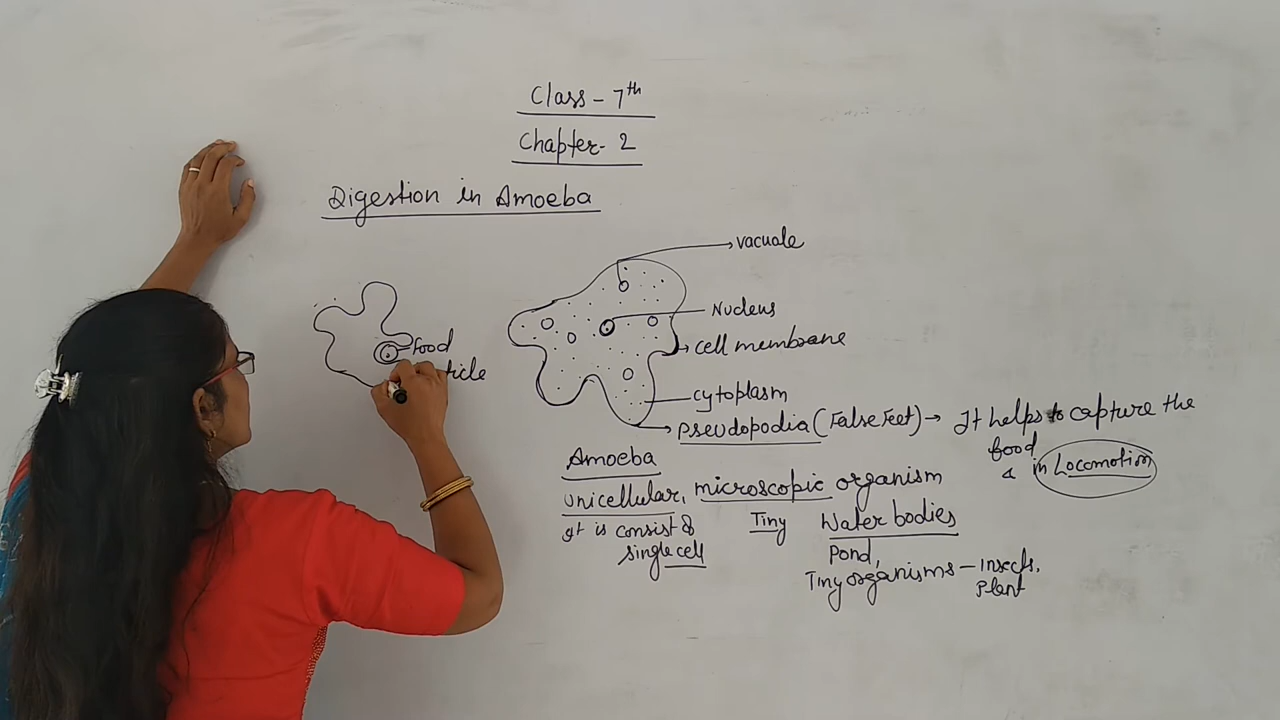 Class - 7th
Chapter - 2
Digestion in Amoeba
vacuole
Nucleus
cell membrane
cytoplasm
Pseudopodia (False Feet) → It helps to capture the
food
& in Locomotion
food
Amoeba
unicellular, microscopic organism
It is consist of
single cell
Tiny
Water bodies
Pond,
Tiny organisms - insects,
Plant